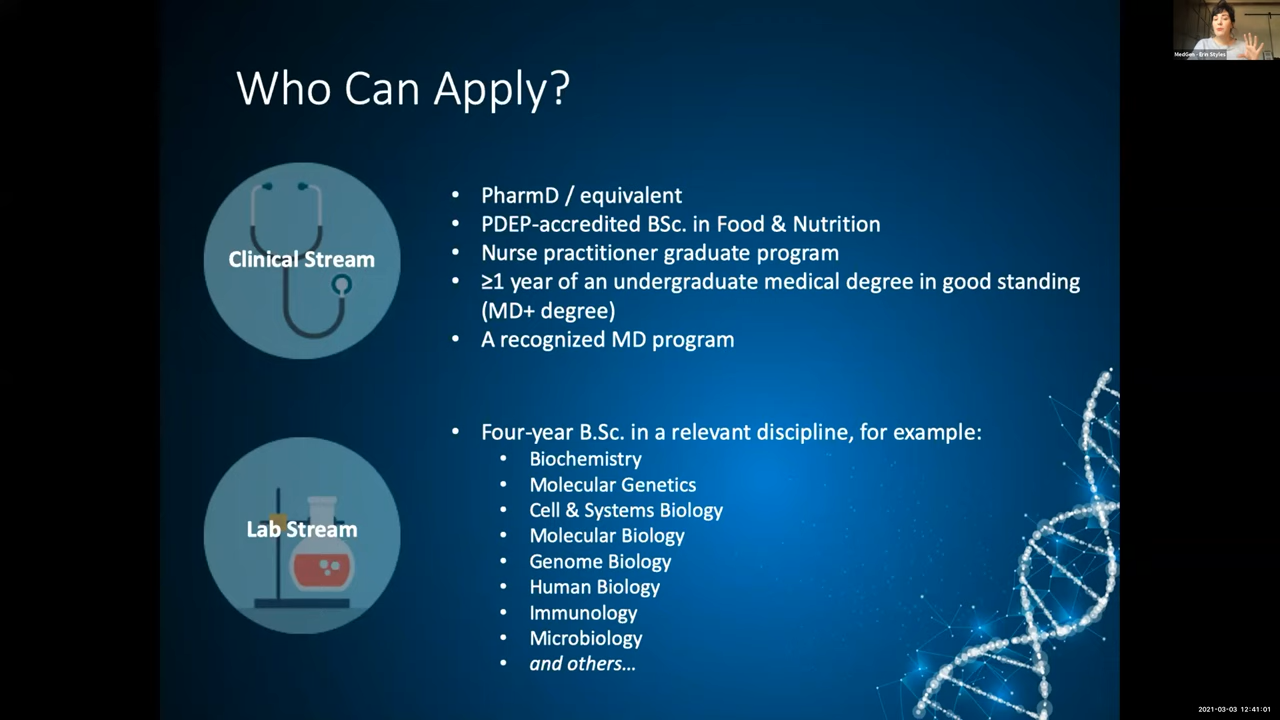 MedGen - Erin Styles
Who Can Apply?
Clinical Stream
• PharmD / equivalent
• PDEP-accredited BSc. in Food & Nutrition
• Nurse practitioner graduate program
• ≥1 year of an undergraduate medical degree in good standing
(MD+ degree)
• A recognized MD program
Lab Stream
• Four-year B.Sc. in a relevant discipline, for example:
• Biochemistry
• Molecular Genetics
• Cell & Systems Biology
• Molecular Biology
• Genome Biology
• Human Biology
• Immunology
• Microbiology
• and others...
2021-03-03 12:41:01